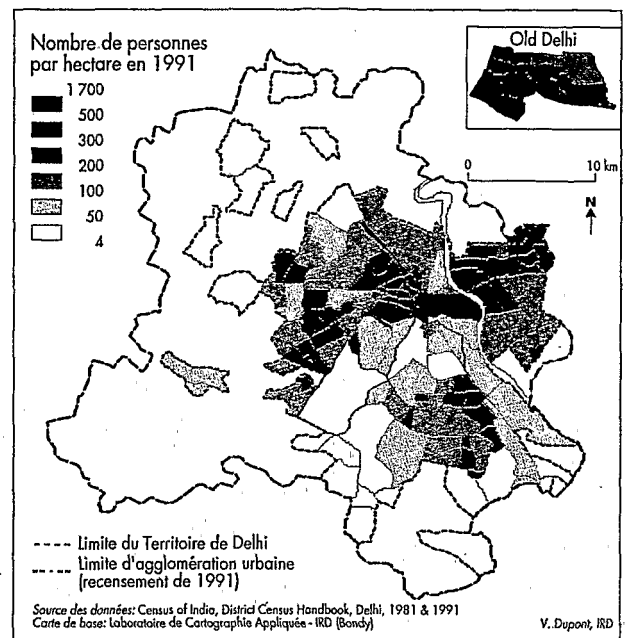 Nombre de personnes
par hectare en 1991
1 700
500
300
200
100
50
4
Old Delhi
0 10 km
N
Limite du Territoire de Delhi
Limite d'agglomération urbaine
(recensement de 1991)
Source des données: Census of India, District Census Handbook, Delhi, 1981 & 1991
Carte de base: Laboratoire de Cartographie Appliquée - IRD (Bondy)
V. Dupont, IRD